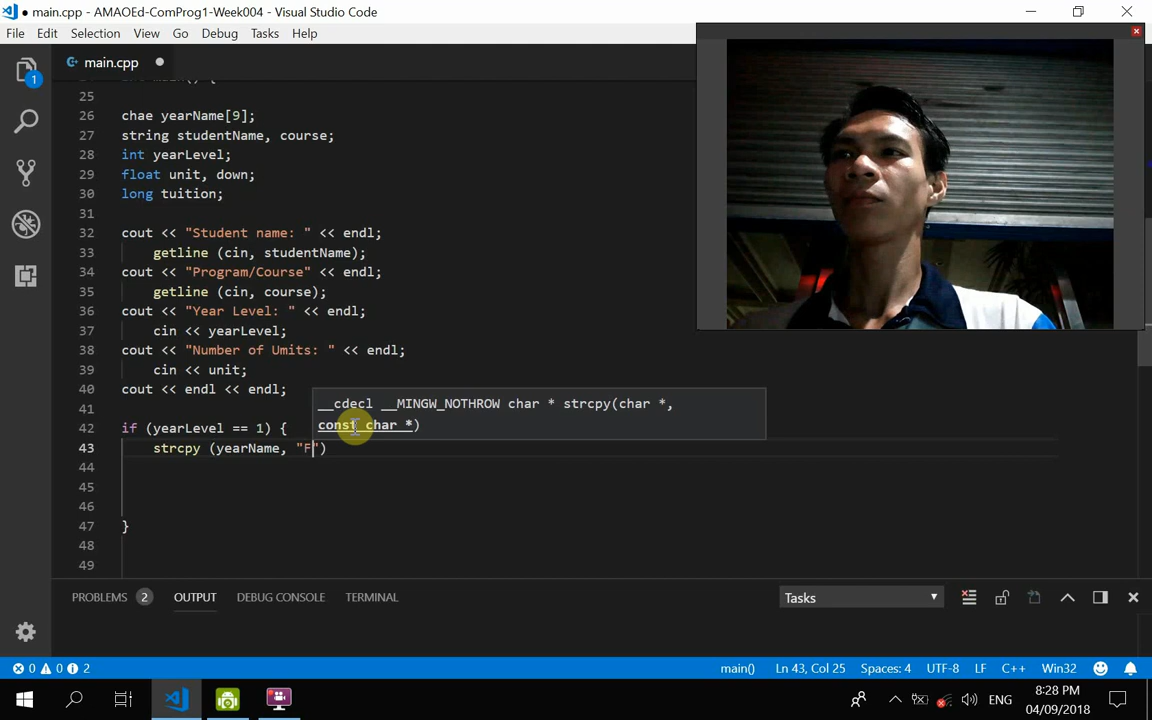 ● main.cpp - AMAOEd-ComProg1-Week004 - Visual Studio Code
File Edit Selection View Go Debug Tasks Help
main.cpp
25
26 chae yearName[9];
27 string studentName, course;
28 int yearLevel;
29 float unit, down;
30 long tuition;
31
32 cout << "Student name: " << endl;
33 getline (cin, studentName);
34 cout << "Program/Course" << endl;
35 getline (cin, course);
36 cout << "Year Level: " << endl;
37 cin << yearLevel;
38 cout << "Number of Umits: " << endl;
39 cin << unit;
40 cout << endl << endl;
__cdecl __MINGW_NOTHROW char * strcpy(char *,
const char *)
41
42 if (yearLevel == 1) {
43 strcpy (yearName, "F")
44
45
46
47 }
48
49
1
PROBLEMS 2 OUTPUT DEBUG CONSOLE TERMINAL
Tasks
0 0 2 main() Ln 43, Col 25 Spaces: 4 UTF-8 LF C++ Win32
ENG
8:28 PM
04/09/2018